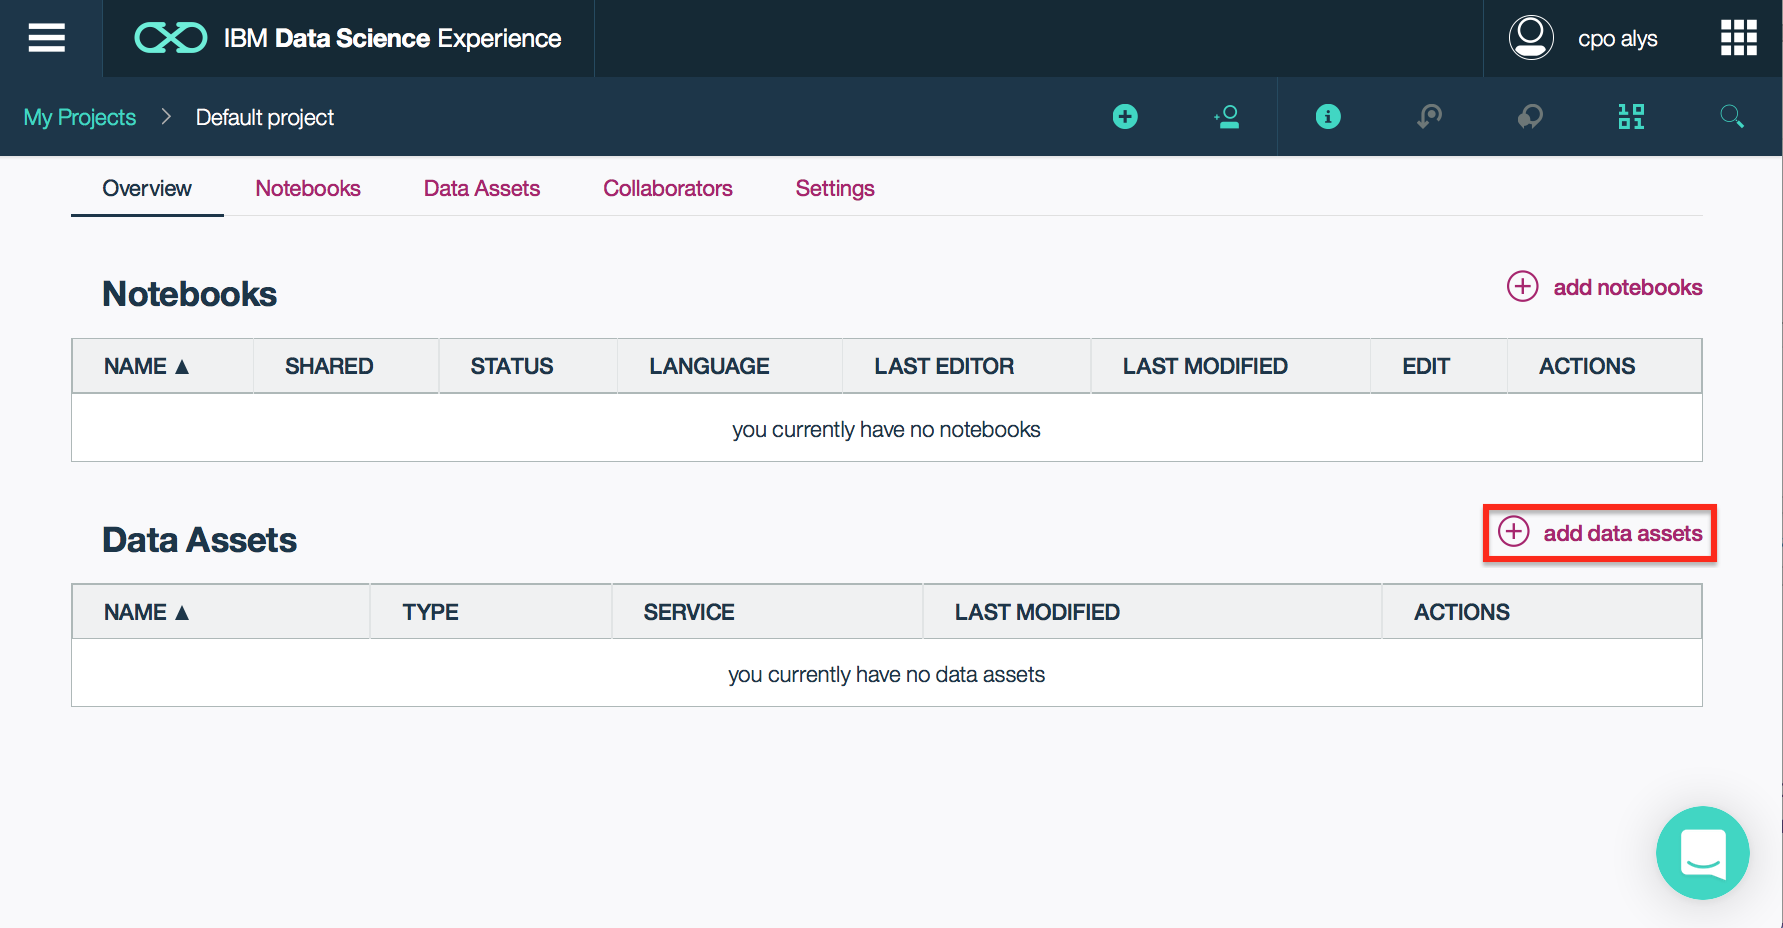 IBM Data Science Experience
cpo alys
My Projects > Default project
Overview Notebooks Data Assets Collaborators Settings
Notebooks
add notebooks
NAME ▲ SHARED STATUS LANGUAGE LAST EDITOR LAST MODIFIED EDIT ACTIONS
you currently have no notebooks
Data Assets
add data assets
NAME ▲ TYPE SERVICE LAST MODIFIED ACTIONS
you currently have no data assets